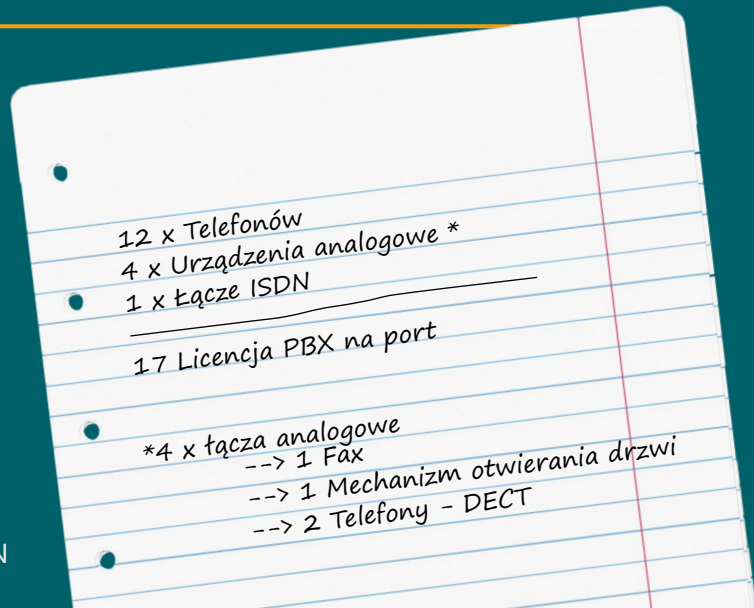 12 x Telefonów
4 x Urządzenia analogowe *
1 x Łącze ISDN
17 Licencja PBX na port
*4 x łącza analogowe
--> 1 Fax
--> 1 Mechanizm otwierania drzwi
--> 2 Telefony - DECT
N